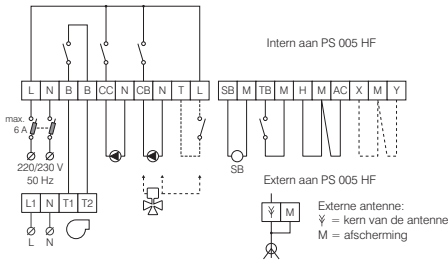 Intern aan PS 005 HF
L N B B CC N CB N T L
SB M TB M H M AC X M Y
max.
6 A
220/230 V
50 Hz
SB
Extern aan PS 005 HF
L1 N T1 T2
M
Externe antenne:
= kern van de antenne
M = afscherming
L N